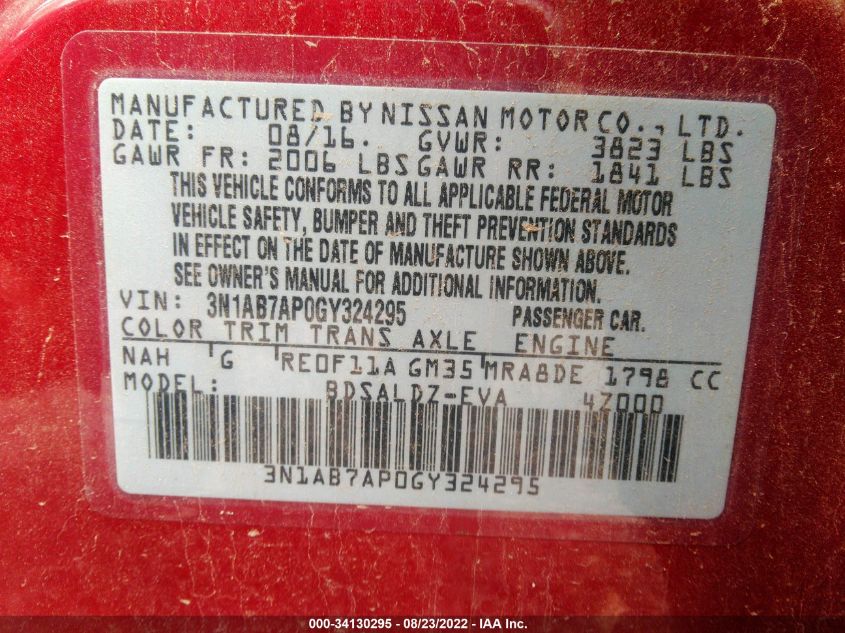 MANUFACTURED BY NISSAN MOTOR CO., LTD.
DATE: 08/16. GVWR: 3823 LBS
GAWR FR: 2006 LBS GAWR RR: 1841 LBS
THIS VEHICLE CONFORMS TO ALL APPLICABLE FEDERAL MOTOR
VEHICLE SAFETY, BUMPER AND THEFT PREVENTION STANDARDS
IN EFFECT ON THE DATE OF MANUFACTURE SHOWN ABOVE.
SEE OWNER'S MANUAL FOR ADDITIONAL INFORMATION.
VIN: 3N1AB7AP0GY324295 PASSENGER CAR.
COLOR TRIM TRANS AXLE ENGINE
NAH G RE0F11A GM35 MRA8DE 1798 CC
MODEL: BDSALDZ-EVA 47000
3N1AB7AP0GY324295
000-34130295 - 08/23/2022 - IAA Inc.